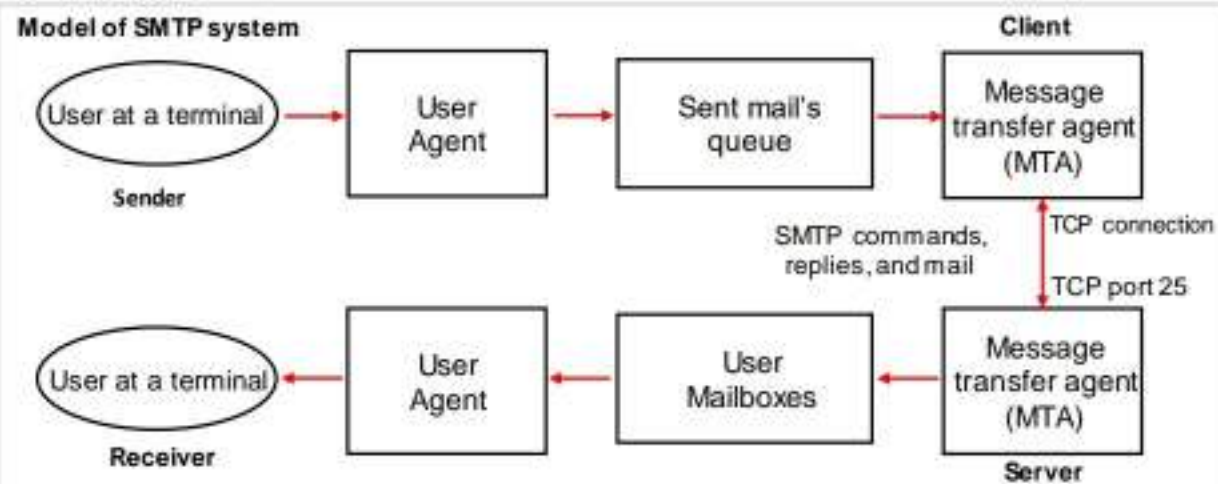 Model of SMTP system
Client
User at a terminal
User
Agent
Sent mail's
queue
Message
transfer agent
(MTA)
Sender
SMTP commands,
replies, and mail
TCP connection
TCP port 25
User at a terminal
User
Agent
User
Mailboxes
Message
transfer agent
(MTA)
Receiver
Server